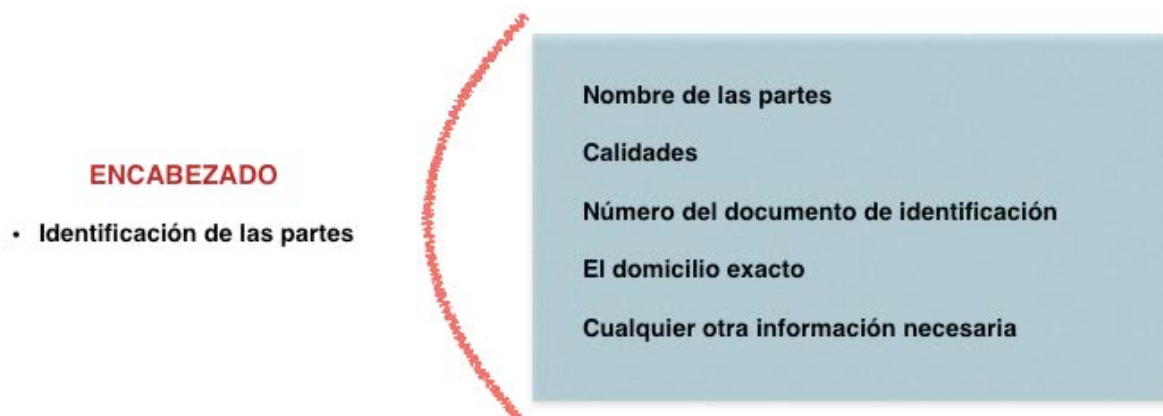 ENCABEZADO
• Identificación de las partes
Nombre de las partes
Calidades
Número del documento de identificación
El domicilio exacto
Cualquier otra información necesaria